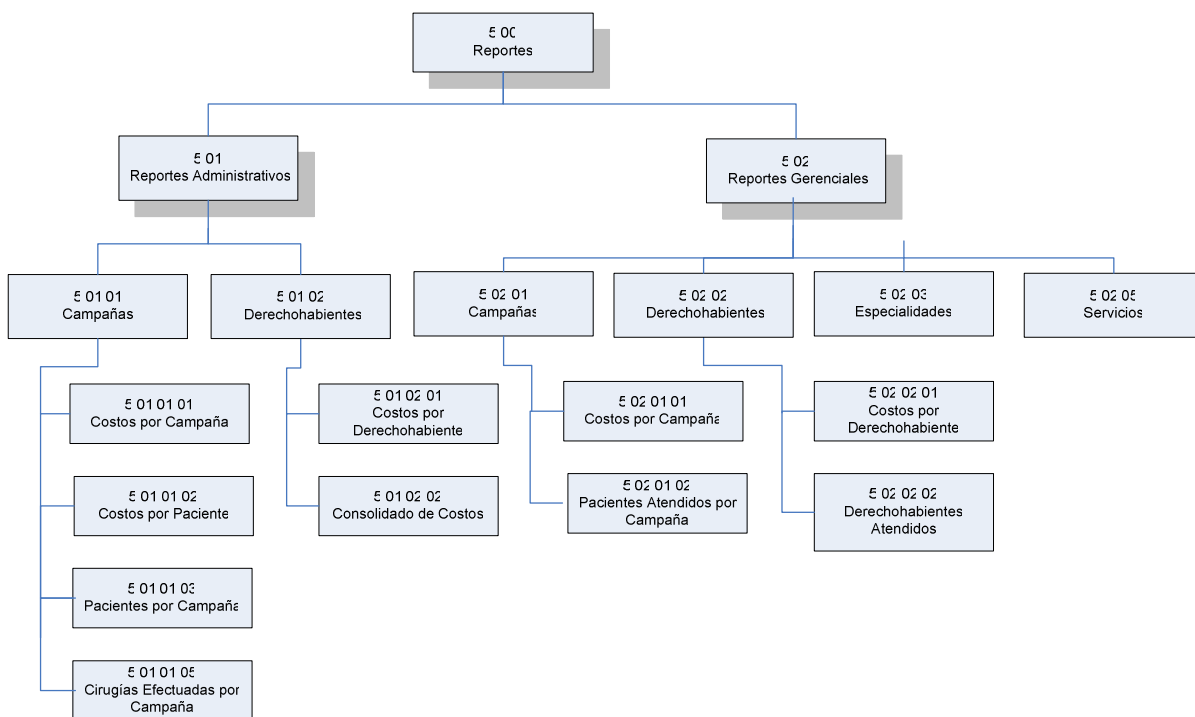 5 00
Reportes
5 01
Reportes Administrativos
5 02
Reportes Gerenciales
5 01 01
Campañas
5 01 02
Derechohabientes
5 02 01
Campañas
5 02 02
Derechohabientes
5 02 03
Especialidades
5 02 05
Servicios
5 01 01 01
Costos por Campaña
5 01 02 01
Costos por
Derechohabiente
5 02 01 01
Costos por Campaña
5 02 02 01
Costos por
Derechohabiente
5 01 01 02
Costos por Paciente
5 01 02 02
Consolidado de Costos
5 02 01 02
Pacientes Atendidos por
Campaña
5 02 02 02
Derechohabientes
Atendidos
5 01 01 03
Pacientes por Campaña
5 01 01 05
Cirugías Efectuadas por
Campaña